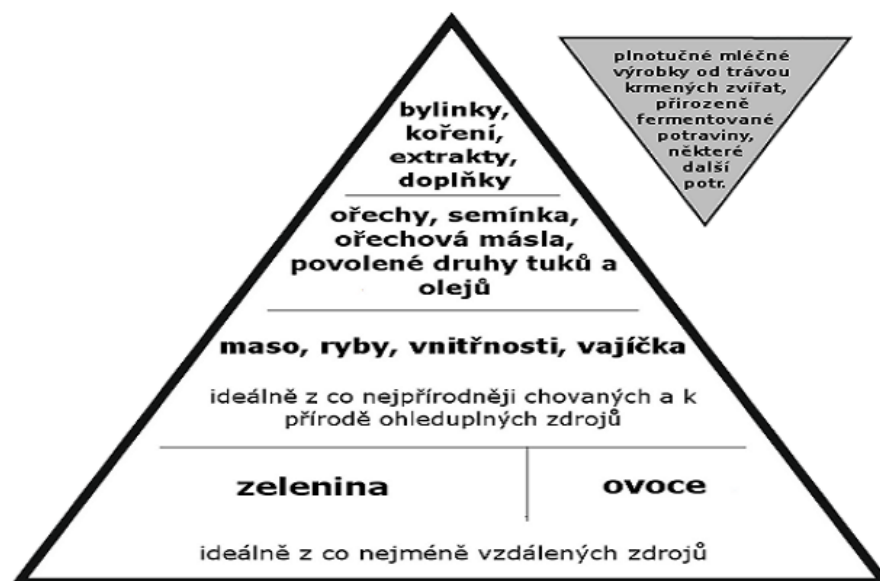 plnotučné mléčné
výrobky od trávou
krmených zvířat,
přirozeně
fermentované
potraviny,
některé
další
potr.
bylinky,
koření,
extrakty,
doplňky
ořechy, semínka,
ořechová másla,
povolené druhy tuků a
olejů
maso, ryby, vnitřnosti, vajíčka
ideálně z co nejpřírodněji chovaných a k
přírodě ohleduplných zdrojů
zelenina
ovoce
ideálně z co nejméně vzdálených zdrojů